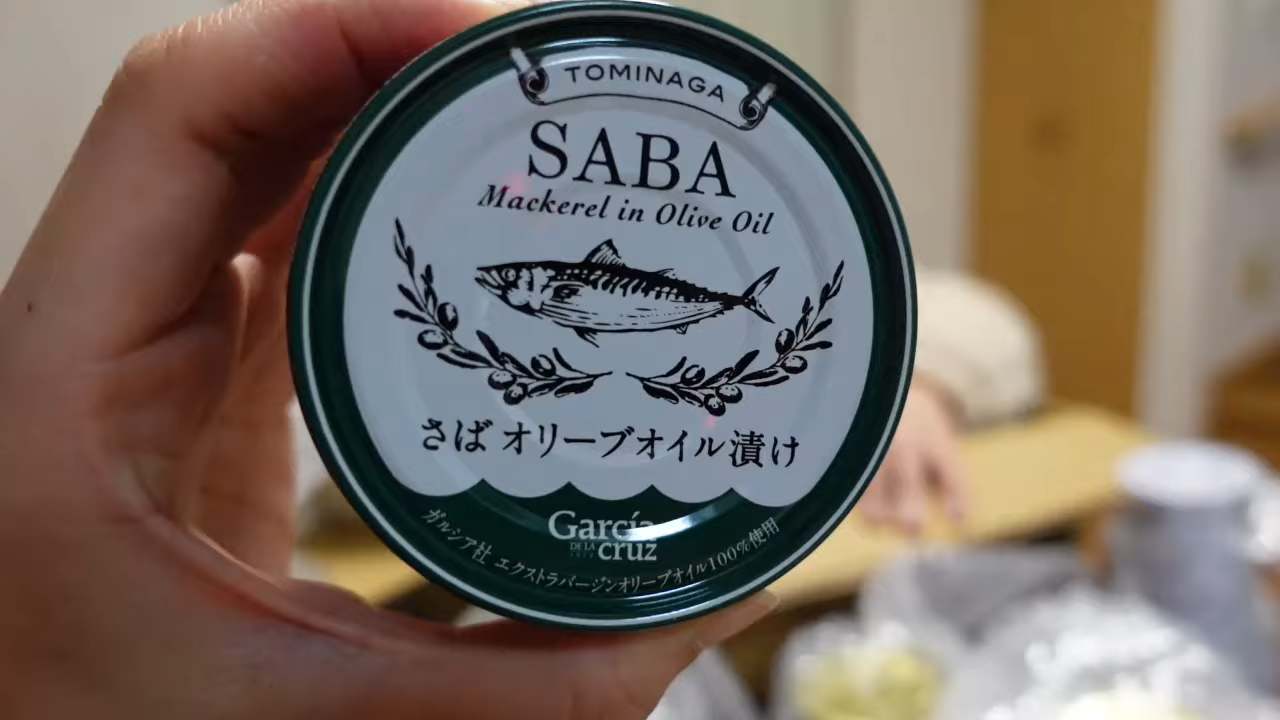 TOMINAGA
SABA
Mackerel in Olive Oil
さば オリーブオイル漬け
García
DE LA
cruz
ガルシア社 エクストラバージンオリーブオイル100%使用